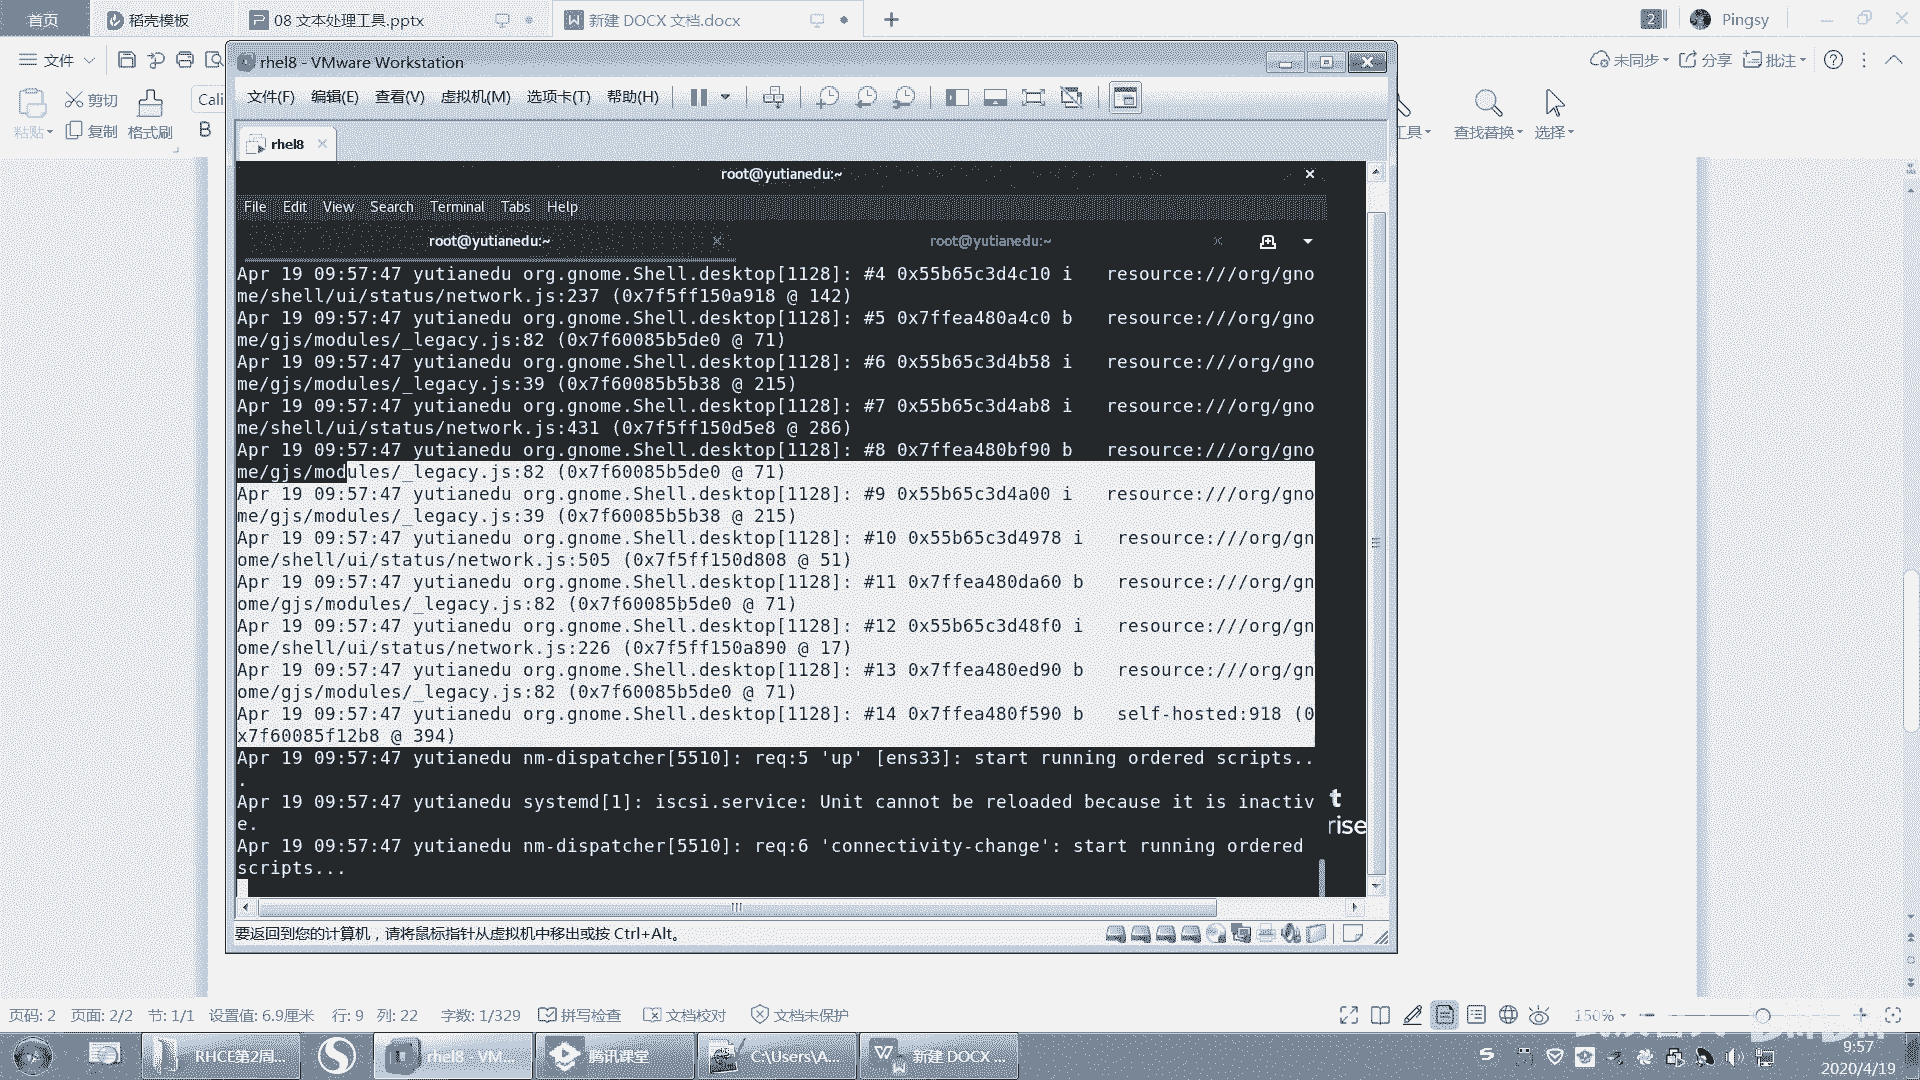 首页 稻壳模板 08 文本处理工具.pptx 新建 DOCX 文档.docx 2 Pingsy
文件 未同步 分享 批注
rhel8 - VMware Workstation
文件(F) 编辑(E) 查看(V) 虚拟机(M) 选项卡(T) 帮助(H)
剪切 Cali
粘贴 复制 格式刷 B 工具 查找替换 选择
rhel8
root@yutianedu:~
File Edit View Search Terminal Tabs Help
root@yutianedu:~ root@yutianedu:~
Apr 19 09:57:47 yutianedu org.gnome.Shell.desktop[1128]: #4 0x55b65c3d4c10 i   resource:///org/gno
me/shell/ui/status/network.js:237 (0x7f5ff150a918 @ 142)
Apr 19 09:57:47 yutianedu org.gnome.Shell.desktop[1128]: #5 0x7ffea480a4c0 b   resource:///org/gno
me/gjs/modules/_legacy.js:82 (0x7f60085b5de0 @ 71)
Apr 19 09:57:47 yutianedu org.gnome.Shell.desktop[1128]: #6 0x55b65c3d4b58 i   resource:///org/gno
me/gjs/modules/_legacy.js:39 (0x7f60085b5b38 @ 215)
Apr 19 09:57:47 yutianedu org.gnome.Shell.desktop[1128]: #7 0x55b65c3d4ab8 i   resource:///org/gno
me/shell/ui/status/network.js:431 (0x7f5ff150d5e8 @ 286)
Apr 19 09:57:47 yutianedu org.gnome.Shell.desktop[1128]: #8 0x7ffea480bf90 b   resource:///org/gno
me/gjs/modules/_legacy.js:82 (0x7f60085b5de0 @ 71)
Apr 19 09:57:47 yutianedu org.gnome.Shell.desktop[1128]: #9 0x55b65c3d4a00 i   resource:///org/gno
me/gjs/modules/_legacy.js:39 (0x7f60085b5b38 @ 215)
Apr 19 09:57:47 yutianedu org.gnome.Shell.desktop[1128]: #10 0x55b65c3d4978 i   resource:///org/gn
ome/shell/ui/status/network.js:505 (0x7f5ff150d808 @ 51)
Apr 19 09:57:47 yutianedu org.gnome.Shell.desktop[1128]: #11 0x7ffea480da60 b   resource:///org/gn
ome/gjs/modules/_legacy.js:82 (0x7f60085b5de0 @ 71)
Apr 19 09:57:47 yutianedu org.gnome.Shell.desktop[1128]: #12 0x55b65c3d48f0 i   resource:///org/gn
ome/shell/ui/status/network.js:226 (0x7f5ff150a890 @ 17)
Apr 19 09:57:47 yutianedu org.gnome.Shell.desktop[1128]: #13 0x7ffea480ed90 b   resource:///org/gn
ome/gjs/modules/_legacy.js:82 (0x7f60085b5de0 @ 71)
Apr 19 09:57:47 yutianedu org.gnome.Shell.desktop[1128]: #14 0x7ffea480f590 b   self-hosted:918 (0
x7f60085f12b8 @ 394)
Apr 19 09:57:47 yutianedu nm-dispatcher[5510]: req:5 'up' [ens33]: start running ordered scripts..
.
Apr 19 09:57:47 yutianedu systemd[1]: iscsi.service: Unit cannot be reloaded because it is inactiv
e.
Apr 19 09:57:47 yutianedu nm-dispatcher[5510]: req:6 'connectivity-change': start running ordered
scripts...
t
rise
要返回到您的计算机，请将鼠标指针从虚拟机中移出或按 Ctrl+Alt。
页码: 2 页面: 2/2 节: 1/1 设置值: 6.9厘米 行: 9 列: 22 字数: 1/329 拼写检查 文档校对 文档未保护 150%
RHCE第2周... rhel8 - VM... 腾讯课堂 C:\Users\A... 新建 DOCX ... 9:57
2020/4/19